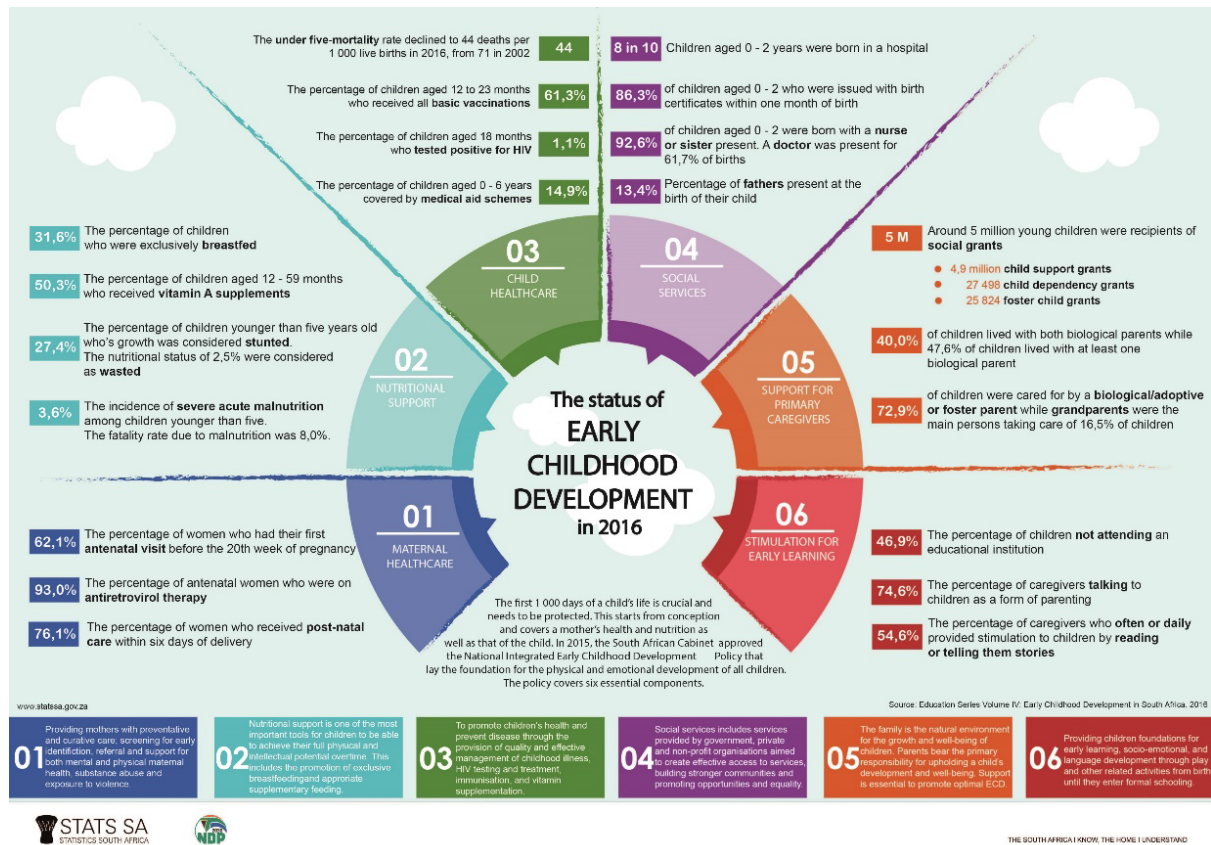 The under five-mortality rate declined to 44 deaths per
1 000 live births in 2016, from 71 in 2002
44
The percentage of children aged 12 to 23 months
who received all basic vaccinations
61,3%
The percentage of children aged 18 months
who tested positive for HIV
1,1%
The percentage of children aged 0 - 6 years
covered by medical aid schemes
14,9%
8 in 10
Children aged 0 - 2 years were born in a hospital
86,3%
of children aged 0 - 2 who were issued with birth
certificates within one month of birth
92,6%
of children aged 0 - 2 were born with a nurse
or sister present. A doctor was present for
61,7% of births
13,4%
Percentage of fathers present at the
birth of their child
31,6%
The percentage of children
who were exclusively breastfed
50,3%
The percentage of children aged 12 - 59 months
who received vitamin A supplements
27,4%
The percentage of children younger than five years old
who's growth was considered stunted.
The nutritional status of 2,5% were considered
as wasted
3,6%
The incidence of severe acute malnutrition
among children younger than five.
The fatality rate due to malnutrition was 8,0%.
5 M
Around 5 million young children were recipients of
social grants
4,9 million child support grants
27 498 child dependency grants
25 824 foster child grants
40,0%
of children lived with both biological parents while
47,6% of children lived with at least one
biological parent
72,9%
of children were cared for by a biological/adoptive
or foster parent while grandparents were the
main persons taking care of 16,5% of children
03
CHILD
HEALTHCARE
04
SOCIAL
SERVICES
02
NUTRITIONAL
SUPPORT
05
SUPPORT FOR
PRIMARY
CAREGIVERS
01
MATERNAL
HEALTHCARE
06
STIMULATION FOR
EARLY LEARNING
The status of
EARLY
CHILDHOOD
DEVELOPMENT
in 2016
62,1%
The percentage of women who had their first
antenatal visit before the 20th week of pregnancy
93,0%
The percentage of antenatal women who were on
antiretrovirol therapy
76,1%
The percentage of women who received post-natal
care within six days of delivery
46,9%
The percentage of children not attending an
educational institution
74,6%
The percentage of caregivers talking to
children as a form of parenting
54,6%
The percentage of caregivers who often or daily
provided stimulation to children by reading
or telling them stories
The first 1 000 days of a child's life is crucial and
needs to be protected. This starts from conception
and covers a mother's health and nutrition as
well as that of the child. In 2015, the South African Cabinet approved
the National Integrated Early Childhood Development Policy that
lay the foundation for the physical and emotional development of all children.
The policy covers six essential components.
www.statssa.gov.za
Source: Education Series Volume IV: Early Childhood Development in South Africa, 2016
01
Providing mothers with preventative
and curative care; screening for early
identifiction, referral and support for
both mental and physical maternal
health, substance abuse and
exposure to violence.
02
Nutritional support is one of the most
important tools for children to be able
to achieve their full physical and
intellectual potential overtime. This
includes the promotion of exclusive
breastfeedingand approriate
supplementary feeding.
03
To promote children's health and
prevent disease through the
provision of quality and effective
management of childhood illness,
HIV testing and treatment,
immunisation, and vitamin
supplementation.
04
Social services includes services
provided by government, private
and non-profit organisations aimed
to create effective access to services,
building stronger communities and
promoting opportunities and equality.
05
The family is the natural environment
for the growth and well-being of
children. Parents bear the primary
responsibility for upholding a child's
development and well-being. Support
is essential to promote optimal ECD.
06
Providing children foundations for
early learning, socio-emotional, and
language development through play
and other related activities from birth
until they enter formal schooling.
STATS SA
STATISTICS SOUTH AFRICA
NDP
THE SOUTH AFRICA I KNOW, THE HOME I UNDERSTAND